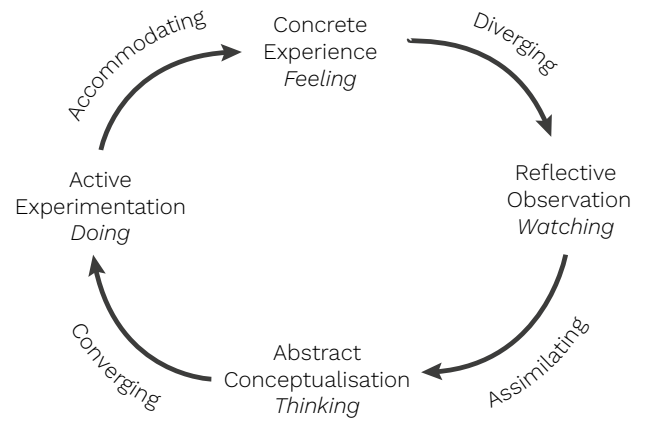 Concrete
Experience
Feeling
Diverging
Reflective
Observation
Watching
Assimilating
Abstract
Conceptualisation
Thinking
Converging
Active
Experimentation
Doing
Accommodating